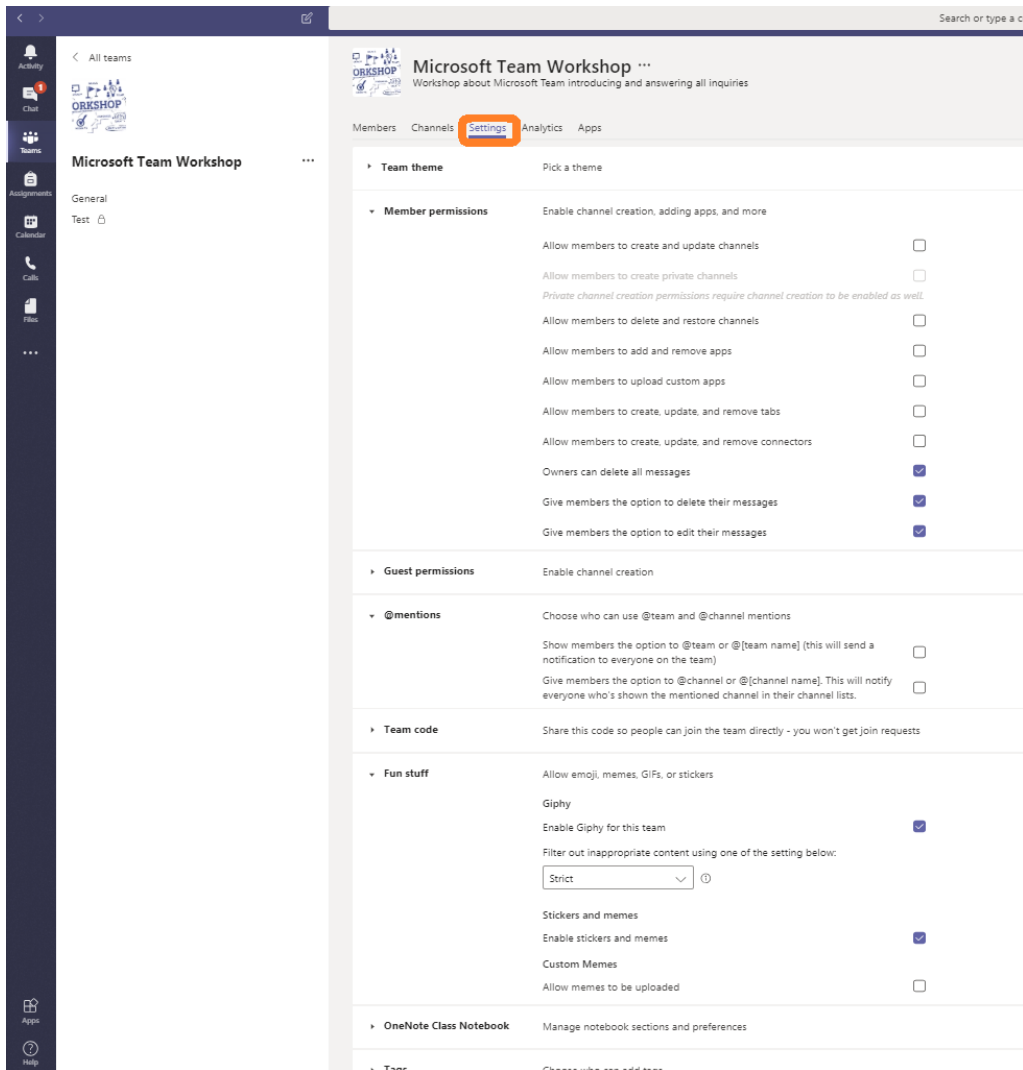 Search or type a c
Activity
Chat
1
Teams
Assignments
Calendar
Calls
Files
Apps
Help
All teams
ORKSHOP
Microsoft Team Workshop
General
Test
ORKSHOP
Microsoft Team Workshop
Workshop about Microsoft Team introducing and answering all inquiries
Members Channels Settings Analytics Apps
Team theme Pick a theme
Member permissions Enable channel creation, adding apps, and more
Allow members to create and update channels
Allow members to create private channels
Private channel creation permissions require channel creation to be enabled as well.
Allow members to delete and restore channels
Allow members to add and remove apps
Allow members to upload custom apps
Allow members to create, update, and remove tabs
Allow members to create, update, and remove connectors
Owners can delete all messages
Give members the option to delete their messages
Give members the option to edit their messages
Guest permissions Enable channel creation
@mentions Choose who can use @team and @channel mentions
Show members the option to @team or @[team name] (this will send a
notification to everyone on the team)
Give members the option to @channel or @[channel name]. This will notify
everyone who's shown the mentioned channel in their channel lists.
Team code Share this code so people can join the team directly - you won't get join requests
Fun stuff Allow emoji, memes, GIFs, or stickers
Giphy
Enable Giphy for this team
Filter out inappropriate content using one of the setting below:
Strict
Stickers and memes
Enable stickers and memes
Custom Memes
Allow memes to be uploaded
OneNote Class Notebook Manage notebook sections and preferences
Tags Choose who can add tags